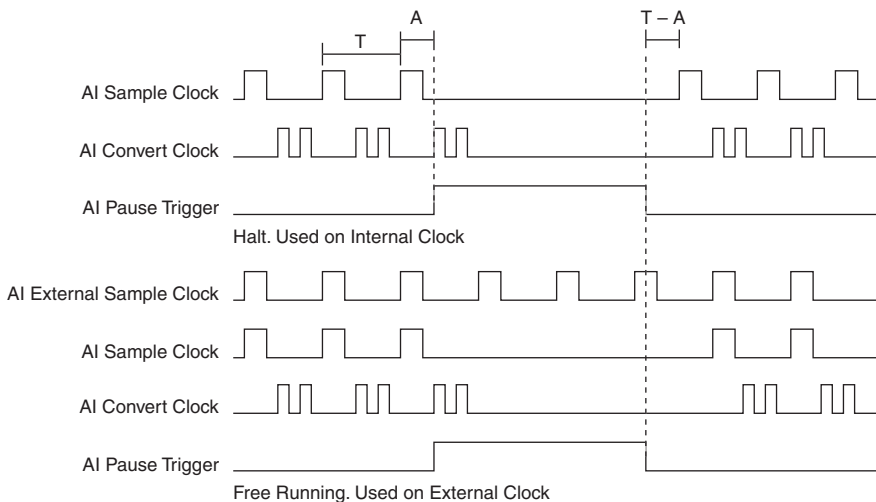 A
T – A
T
AI Sample Clock
AI Convert Clock
AI Pause Trigger
Halt. Used on Internal Clock
AI External Sample Clock
AI Sample Clock
AI Convert Clock
AI Pause Trigger
Free Running. Used on External Clock